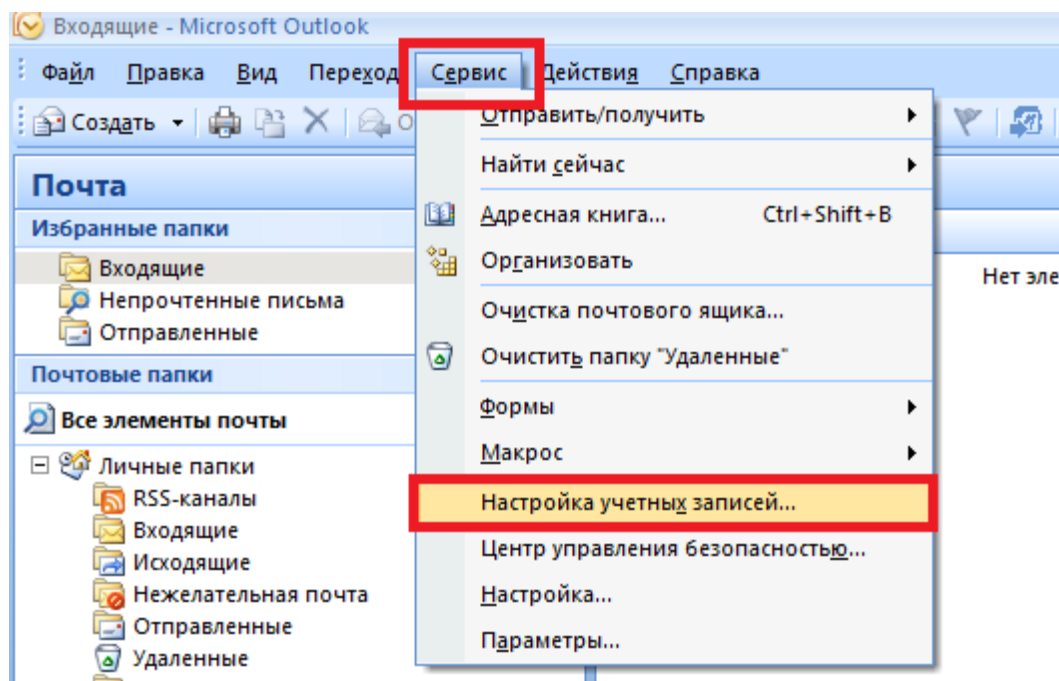 Входящие - Microsoft Outlook
Файл Правка Вид Переход Сервис Действия Справка
Создать
Отправить/получить
Найти сейчас
Адресная книга... Ctrl+Shift+B
Организовать
Очистка почтового ящика...
Очистить папку "Удаленные"
Формы
Макрос
Настройка учетных записей...
Центр управления безопасностью...
Настройка...
Параметры...
Почта
Избранные папки
Входящие
Непрочтенные письма
Отправленные
Почтовые папки
Все элементы почты
Личные папки
RSS-каналы
Входящие
Исходящие
Нежелательная почта
Отправленные
Удаленные
Нет